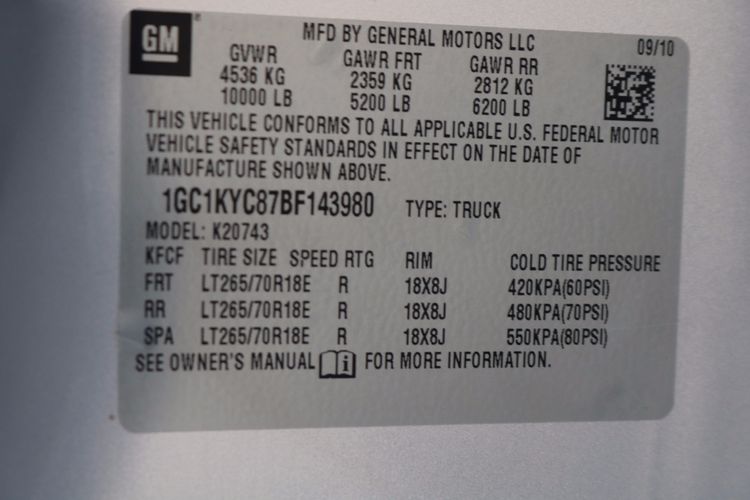 GM
MFD BY GENERAL MOTORS LLC 09/10
GVWR GAWR FRT GAWR RR
4536 KG 2359 KG 2812 KG
10000 LB 5200 LB 6200 LB
THIS VEHICLE CONFORMS TO ALL APPLICABLE U.S. FEDERAL MOTOR
VEHICLE SAFETY STANDARDS IN EFFECT ON THE DATE OF
MANUFACTURE SHOWN ABOVE.
1GC1KYC87BF143980 TYPE: TRUCK
MODEL: K20743
KFCF TIRE SIZE SPEED RTG RIM COLD TIRE PRESSURE
FRT LT265/70R18E R 18X8J 420KPA(60PSI)
RR LT265/70R18E R 18X8J 480KPA(70PSI)
SPA LT265/70R18E R 18X8J 550KPA(80PSI)
SEE OWNER'S MANUAL i FOR MORE INFORMATION.